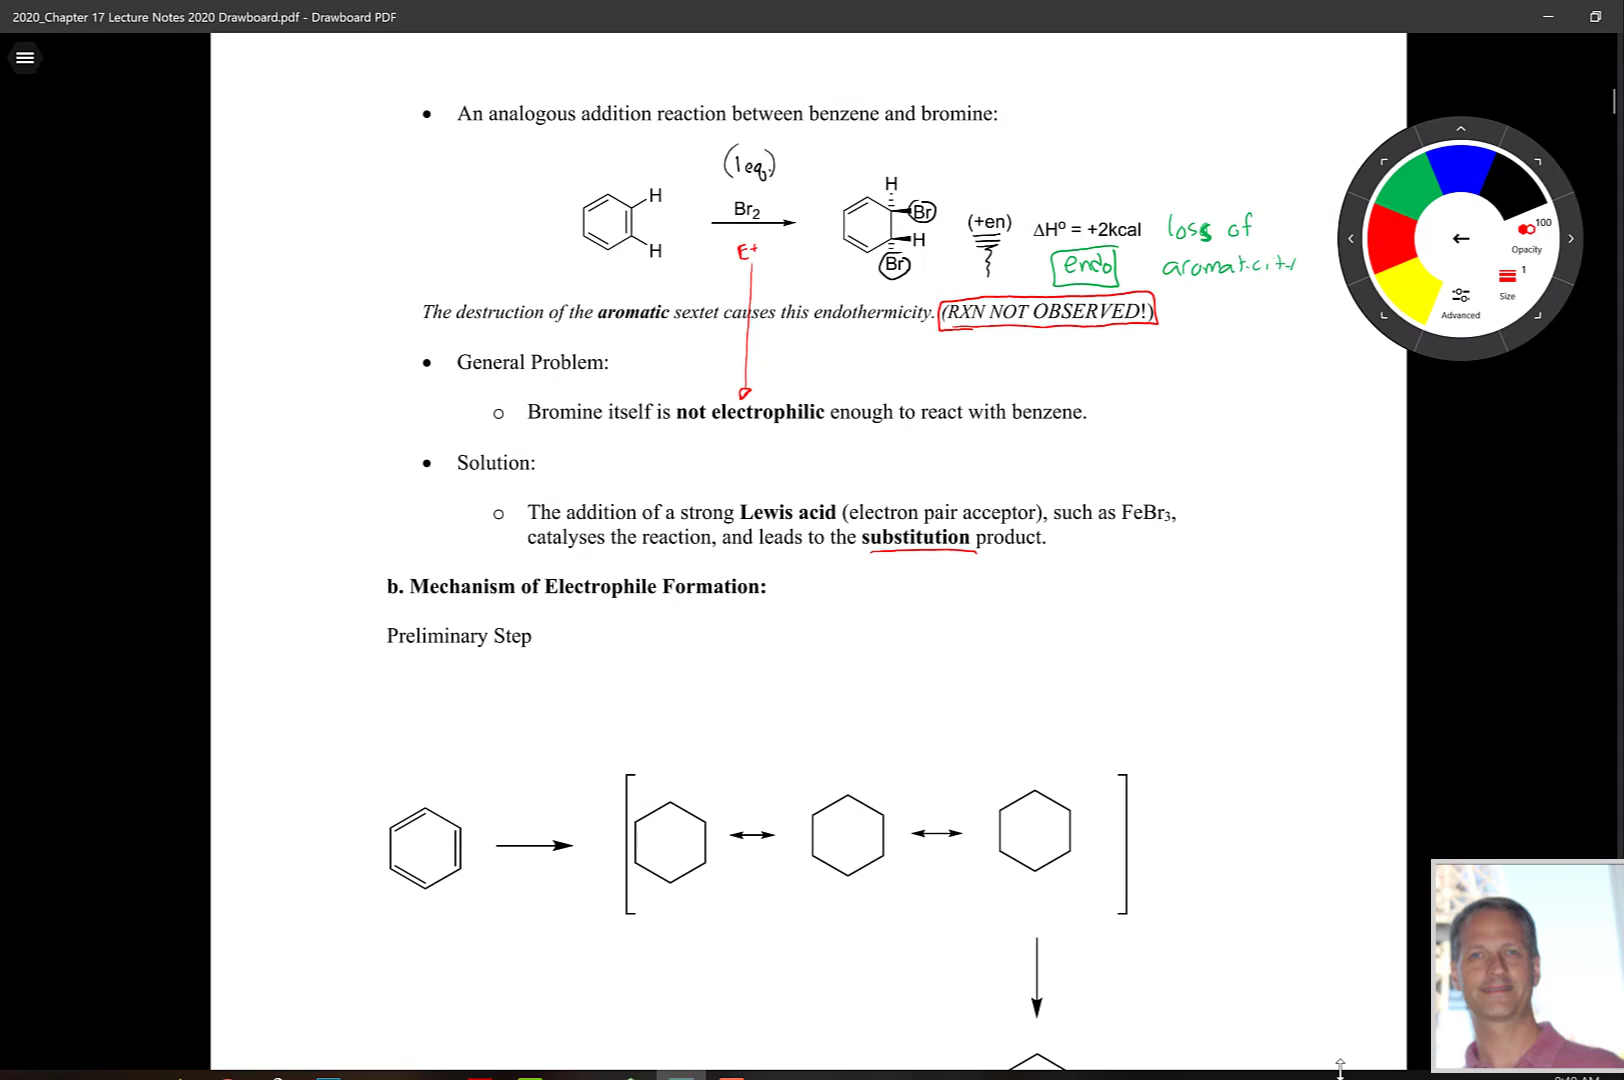 2020_Chapter 17 Lecture Notes 2020 Drawboard.pdf - Drawboard PDF
• An analogous addition reaction between benzene and bromine:
(1 eq.)
H
H
Br2
E+
H
Br
H
Br
(+en)
ΔHº = +2kcal
endo
loss of
aromaticity
The destruction of the aromatic sextet causes this endothermicity. (RXN NOT OBSERVED!)
• General Problem:
o Bromine itself is not electrophilic enough to react with benzene.
• Solution:
o The addition of a strong Lewis acid (electron pair acceptor), such as FeBr3,
catalyses the reaction, and leads to the substitution product.
b. Mechanism of Electrophile Formation:
Preliminary Step
100
Opacity
1
Size
Advanced